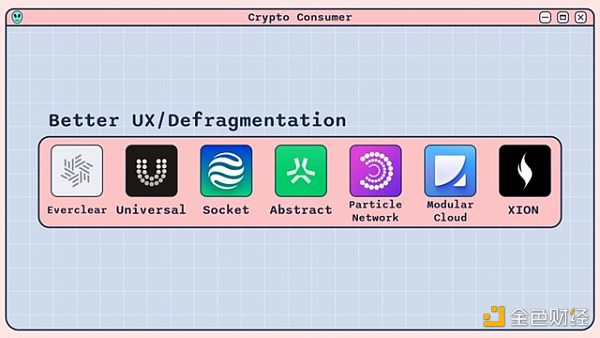 Crypto Consumer
Better UX/Defragmentation
Everclear Universal Socket Abstract Particle Network Modular Cloud XION
金色财经